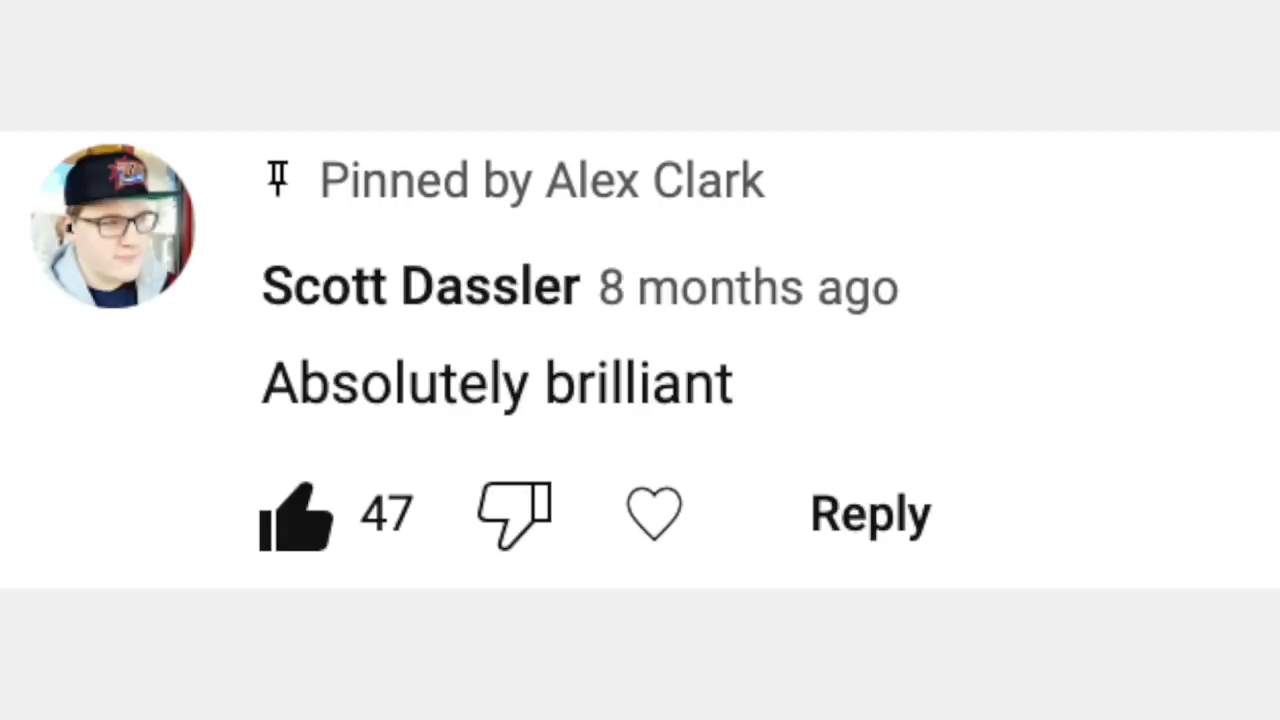 Pinned by Alex Clark
Scott Dassler 8 months ago
Absolutely brilliant
47 Reply